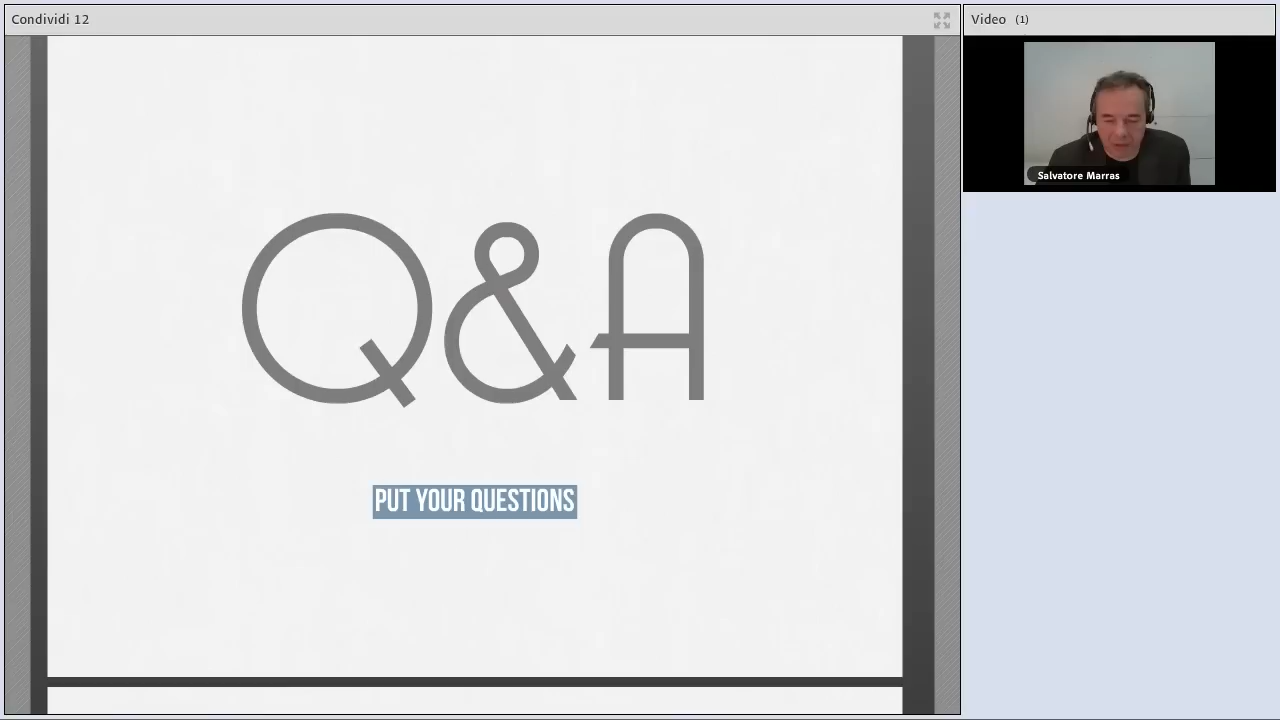 Condividi 12
Video (1)
Salvatore Marras
Q&A
PUT YOUR QUESTIONS